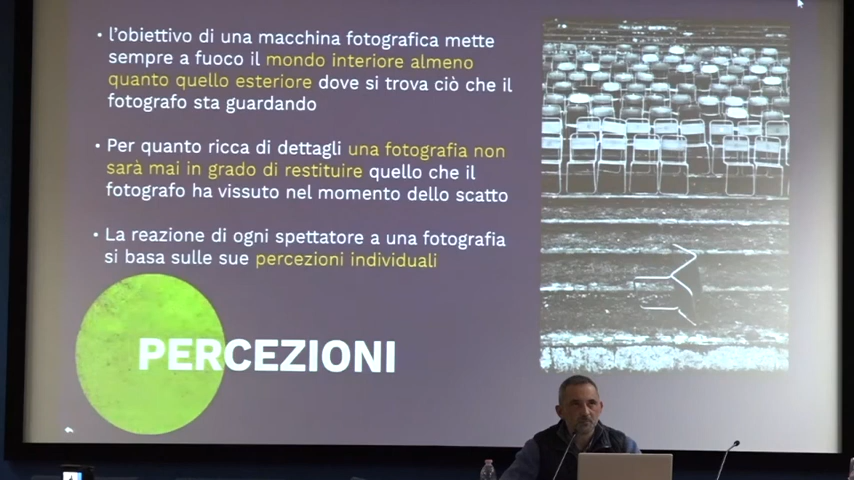 • l'obiettivo di una macchina fotografica mette
sempre a fuoco il mondo interiore almeno
quanto quello esteriore dove si trova ciò che il
fotografo sta guardando
• Per quanto ricca di dettagli una fotografia non
sarà mai in grado di restituire quello che il
fotografo ha vissuto nel momento dello scatto
• La reazione di ogni spettatore a una fotografia
si basa sulle sue percezioni individuali
PERCEZIONI